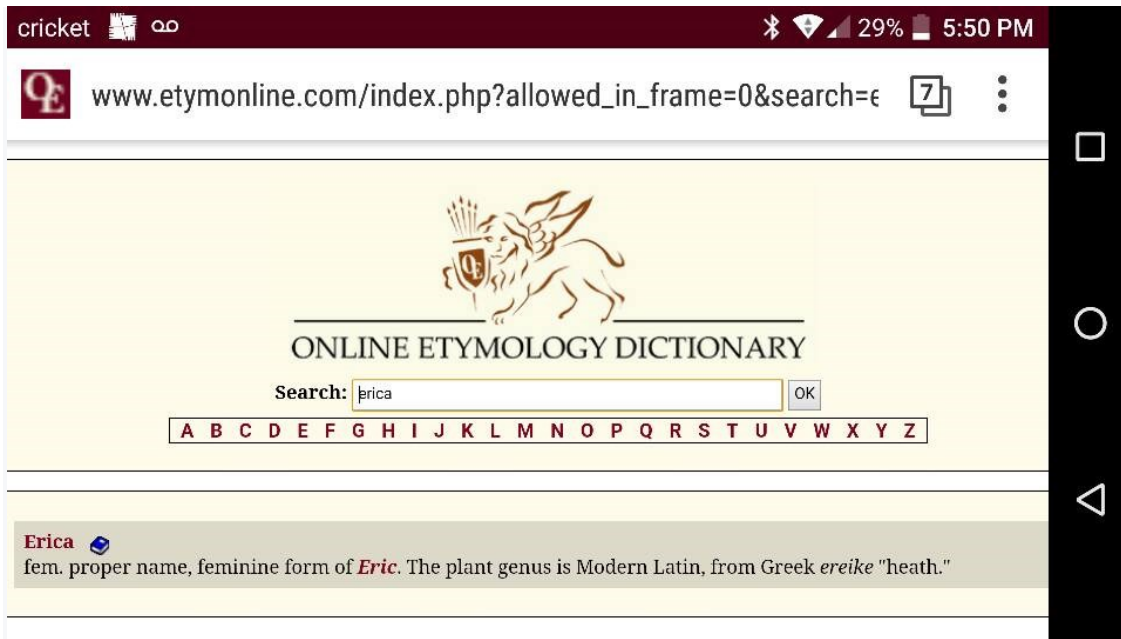 cricket 29% 5:50 PM
www.etymonline.com/index.php?allowed_in_frame=0&search=e 7
OE
ONLINE ETYMOLOGY DICTIONARY
Search: erica OK
A B C D E F G H I J K L M N O P Q R S T U V W X Y Z
Erica
fem. proper name, feminine form of Eric. The plant genus is Modern Latin, from Greek ereike "heath."